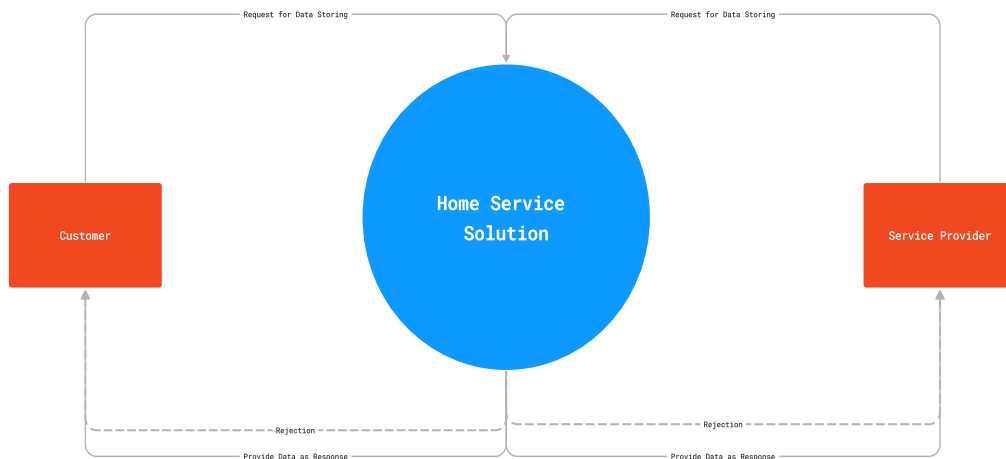 Request for Data Storing
Request for Data Storing
Home Service
Solution
Customer
Service Provider
Rejection
Rejection
Provide Data as Response
Provide Data as Response